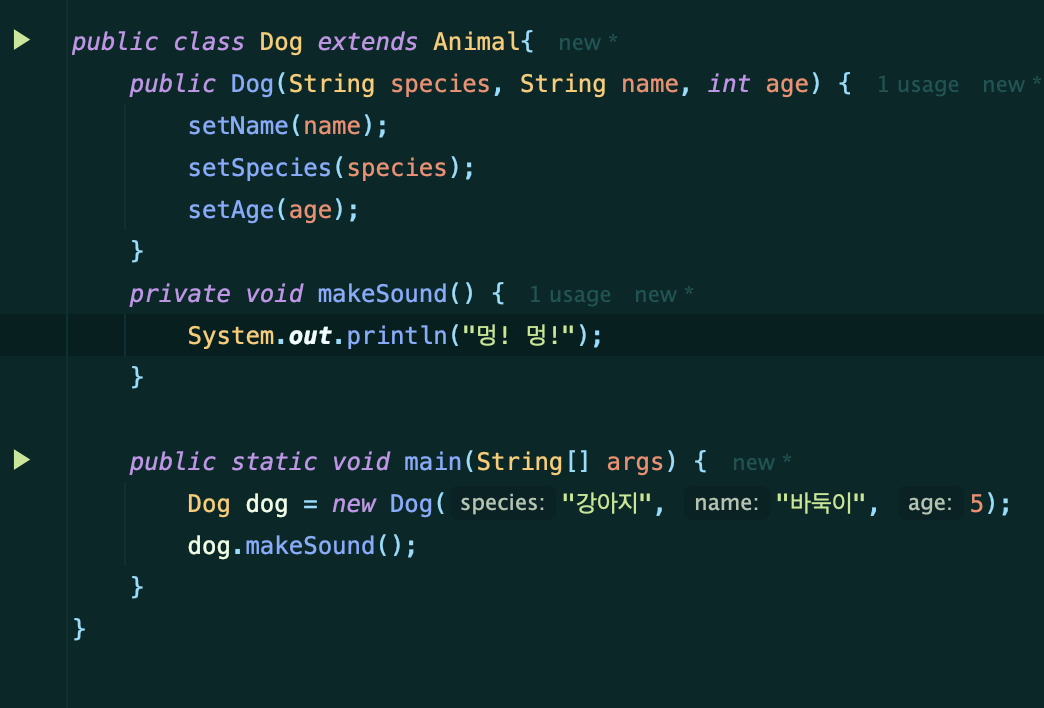 public class Dog extends Animal{ new *
public Dog(String species, String name, int age) { 1 usage new *
setName(name);
setSpecies(species);
setAge(age);
}
private void makeSound() { 1 usage new *
System.out.println("멍! 멍!");
}
public static void main(String[] args) { new *
Dog dog = new Dog( species: "강아지", name: "바둑이", age: 5);
dog.makeSound();
}
}